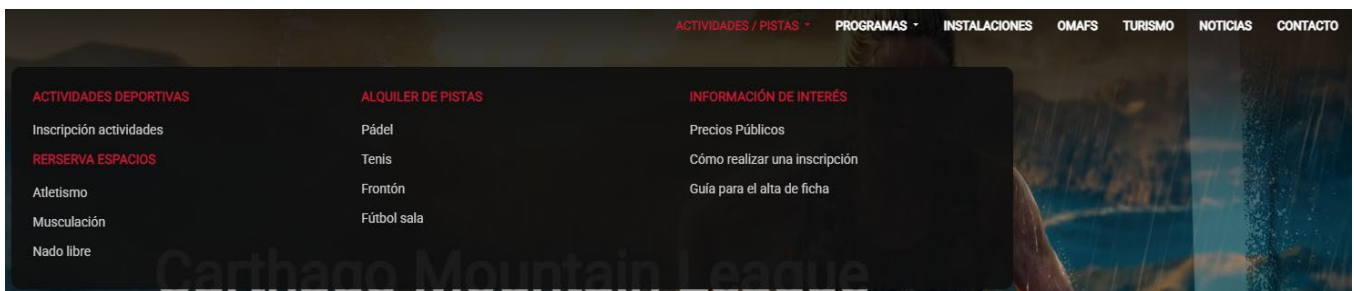 ACTIVIDADES / PISTAS PROGRAMAS INSTALACIONES OMAFS TURISMO NOTICIAS CONTACTO
ACTIVIDADES DEPORTIVAS
Inscripción actividades
RERSERVA ESPACIOS
Atletismo
Musculación
Nado libre
ALQUILER DE PISTAS
Pádel
Tenis
Frontón
Fútbol sala
INFORMACIÓN DE INTERÉS
Precios Públicos
Cómo realizar una inscripción
Guía para el alta de ficha
Carthago Mountain League